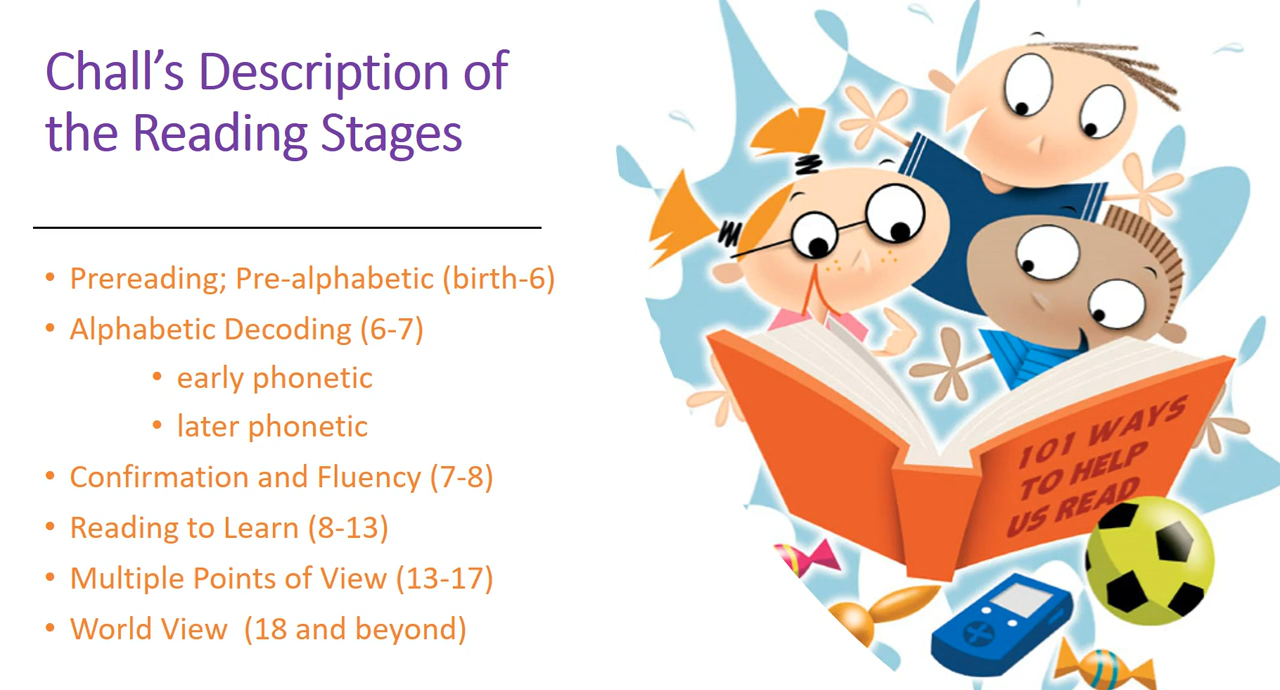 Chall’s Description of
the Reading Stages
• Prereading; Pre-alphabetic (birth-6)
• Alphabetic Decoding (6-7)
• early phonetic
• later phonetic
• Confirmation and Fluency (7-8)
• Reading to Learn (8-13)
• Multiple Points of View (13-17)
• World View  (18 and beyond)
101 WAYS
TO HELP
US READ